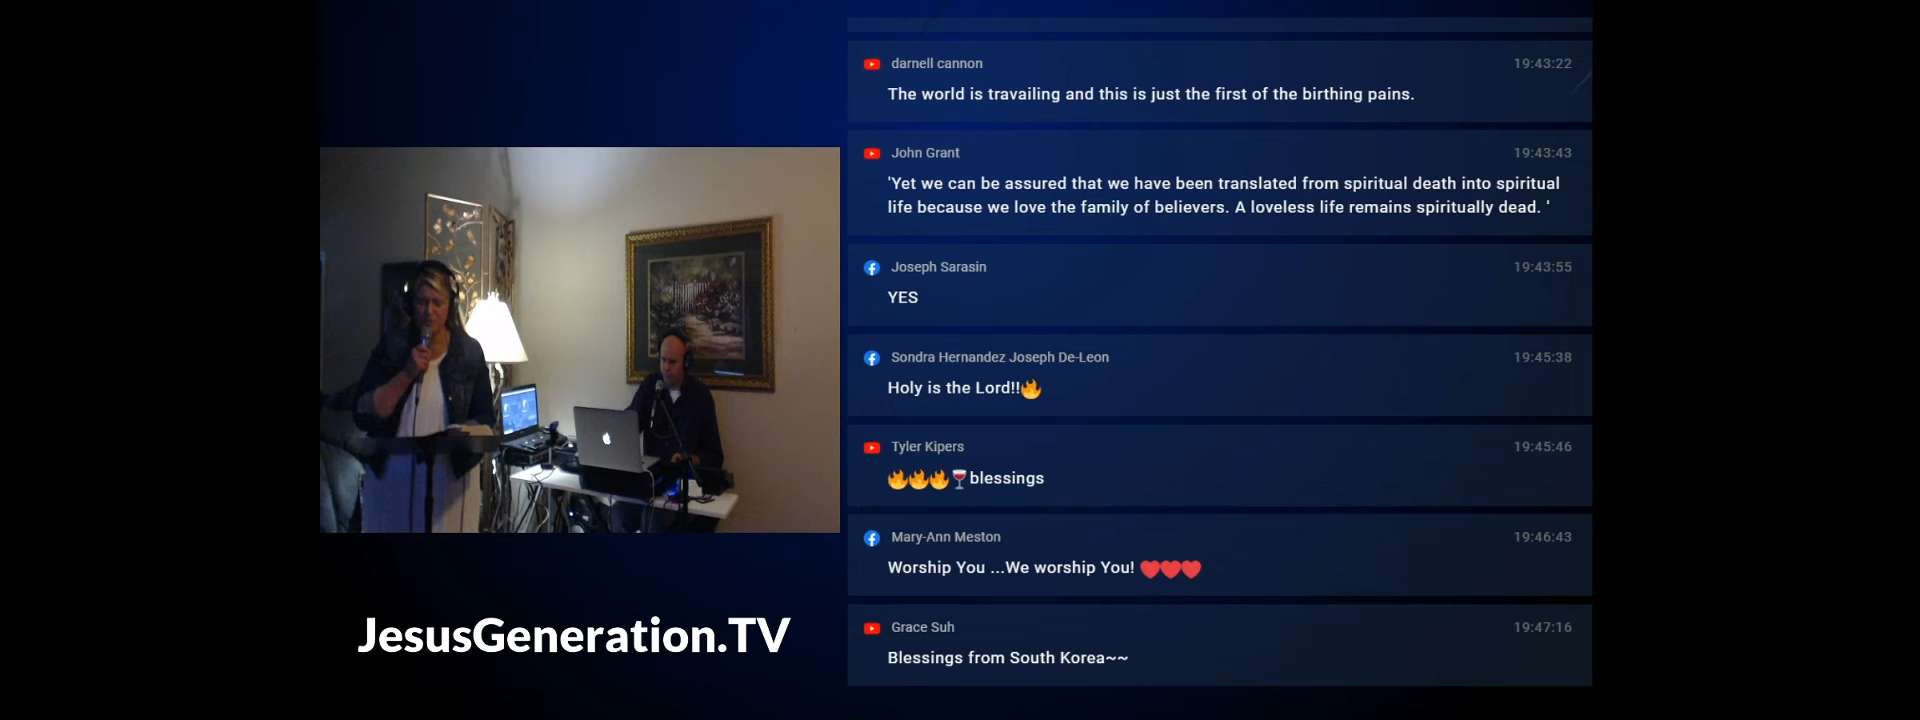 darnell cannon 19:43:22
The world is travailing and this is just the first of the birthing pains.
John Grant 19:43:43
'Yet we can be assured that we have been translated from spiritual death into spiritual
life because we love the family of believers. A loveless life remains spiritually dead. '
Joseph Sarasin 19:43:55
YES
Sondra Hernandez Joseph De-Leon 19:45:38
Holy is the Lord!!🔥
Tyler Kipers 19:45:46
🔥🔥🔥🍷blessings
Mary-Ann Meston 19:46:43
Worship You ...We worship You! ❤️❤️❤️
Grace Suh 19:47:16
Blessings from South Korea~~
JesusGeneration.TV